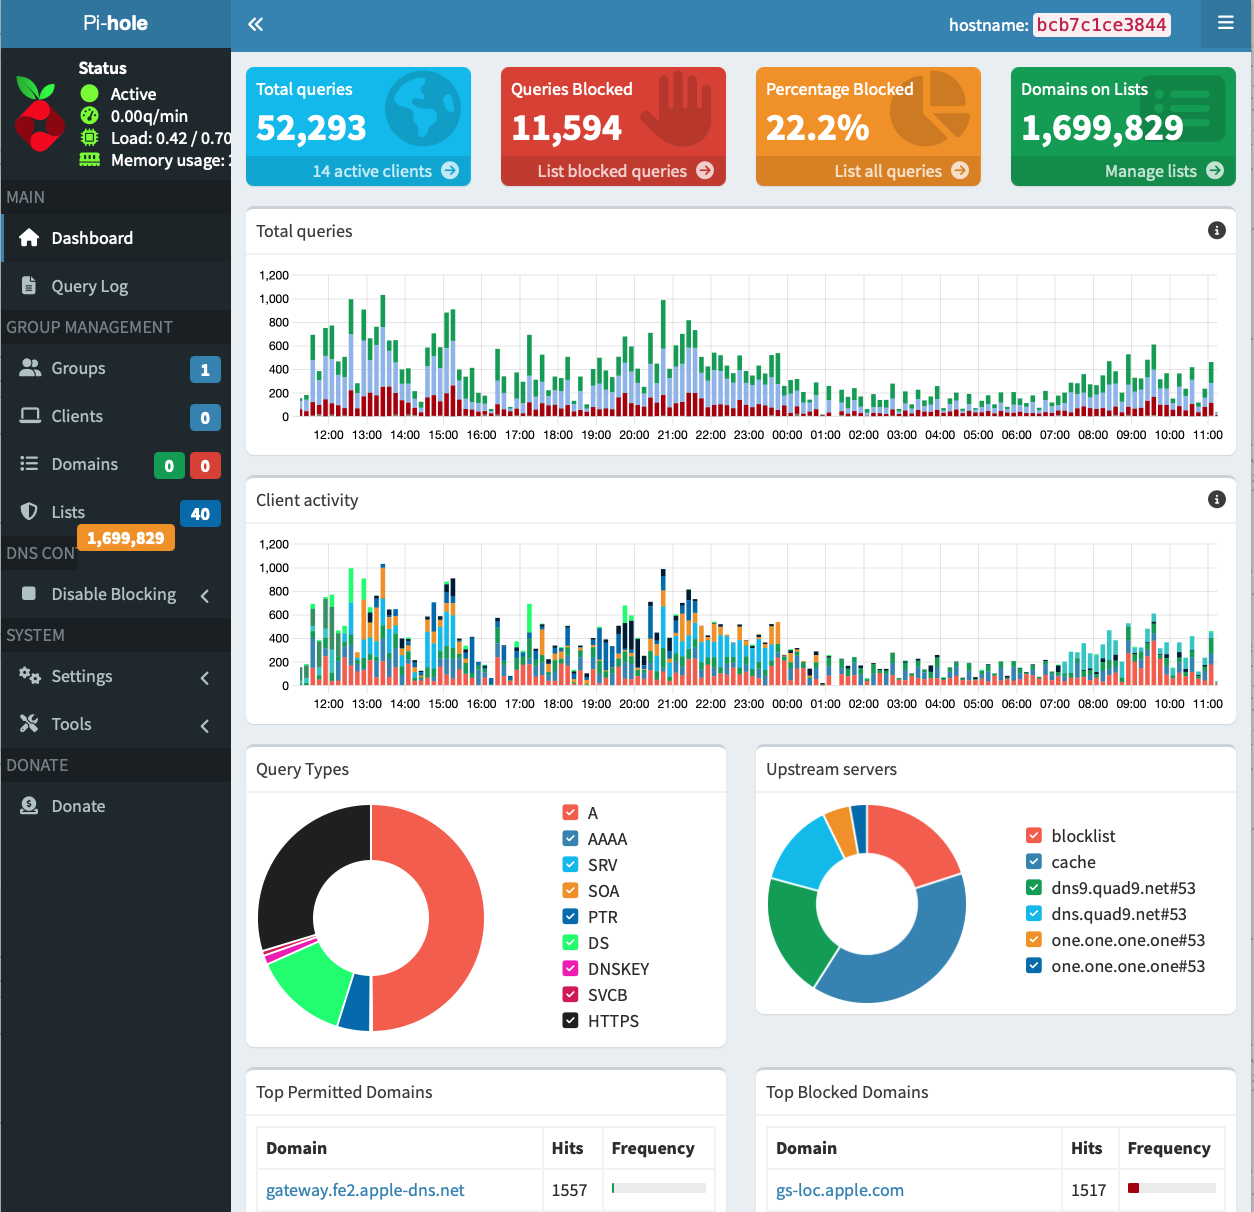 Pi-hole
hostname: bcb7c1ce3844
Status
Active
0.00q/min
Load: 0.42 / 0.70
Memory usage:
MAIN
Dashboard
Query Log
GROUP MANAGEMENT
Groups 1
Clients 0
Domains 0 0
Lists 40
1,699,829
DNS CON
Disable Blocking
SYSTEM
Settings
Tools
DONATE
Donate
Total queries
52,293
14 active clients
Queries Blocked
11,594
List blocked queries
Percentage Blocked
22.2%
List all queries
Domains on Lists
1,699,829
Manage lists
Total queries
1,200
1,000
800
600
400
200
0
12:00 13:00 14:00 15:00 16:00 17:00 18:00 19:00 20:00 21:00 22:00 23:00 00:00 01:00 02:00 03:00 04:00 05:00 06:00 07:00 08:00 09:00 10:00 11:00
Client activity
1,200
1,000
800
600
400
200
0
12:00 13:00 14:00 15:00 16:00 17:00 18:00 19:00 20:00 21:00 22:00 23:00 00:00 01:00 02:00 03:00 04:00 05:00 06:00 07:00 08:00 09:00 10:00 11:00
Query Types
A
AAAA
SRV
SOA
PTR
DS
DNSKEY
SVCB
HTTPS
Upstream servers
blocklist
cache
dns9.quad9.net#53
dns.quad9.net#53
one.one.one.one#53
one.one.one.one#53
Top Permitted Domains
Domain Hits Frequency
gateway.fe2.apple-dns.net 1557
Top Blocked Domains
Domain Hits Frequency
gs-loc.apple.com 1517